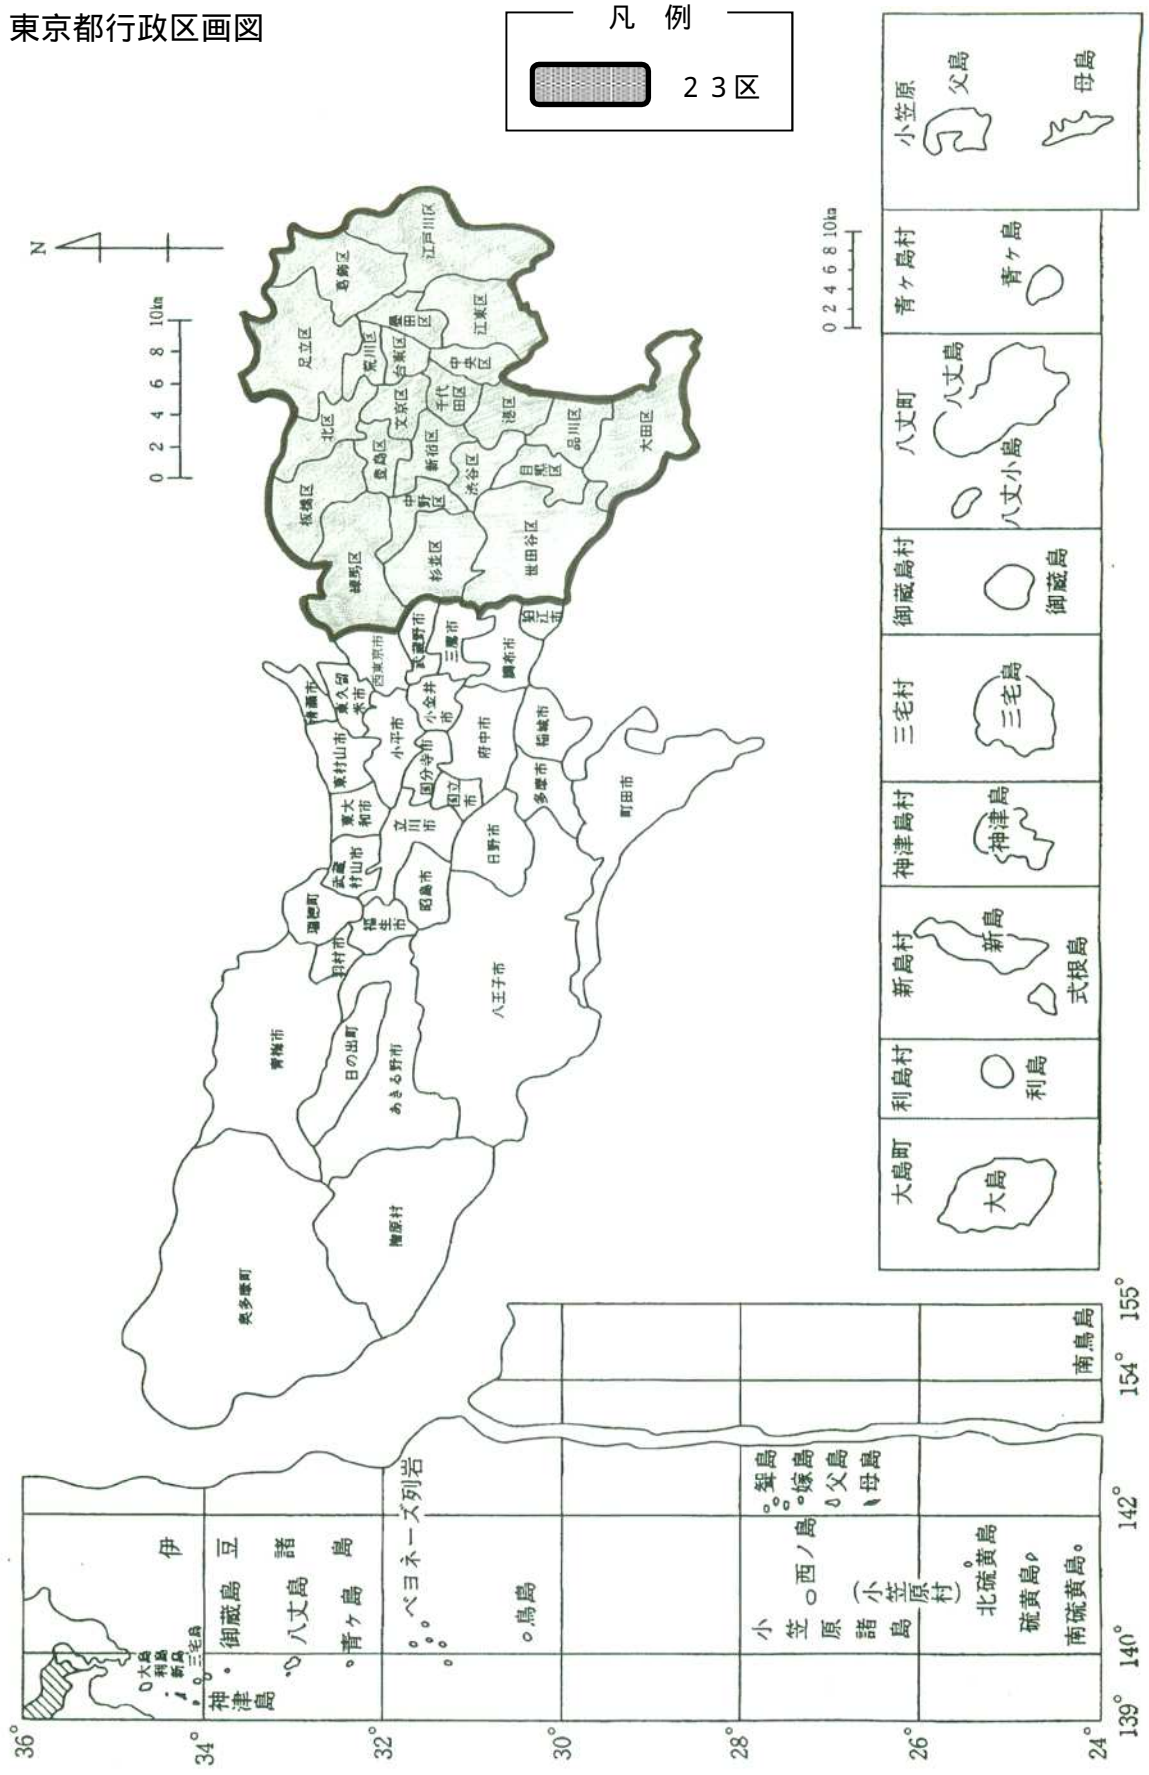 東京都行政区画図
凡 例
２３区
N
0 2 4 6 8 10km
足立区
葛飾区
江戸川区
北区
荒川区
墨田区
江東区
板橋区
豊島区
文京区
台東区
中央区
千代
田区
練馬区
中野
区
新宿区
港区
渋谷区
品川区
目黒
区
大田区
杉並区
世田谷区
西東京市
武蔵野市
三鷹市
調布市
狛江
市
清瀬市
東久留
米市
小金井
市
東村山市
小平市
国分寺市
府中市
稲城市
東大
和市
立川
市
国立
市
多摩市
町田市
武蔵
村山市
昭島市
日野市
瑞穂町
福生
市
羽村市
八王子市
青梅市
日の出町
あきる野市
奥多摩町
檜原村
0 2 4 6 8 10km
小笠原
父島
母島
青ヶ島村
青ヶ島
八丈町
八丈島
八丈小島
御蔵島村
御蔵島
三宅村
三宅島
神津島村
神津島
新島村
新島
式根島
利島村
利島
大島町
大島
36°
34°
32°
30°
28°
26°
24°
139°
140°
142°
154°
155°
伊豆諸島
大島
利島
新島
三宅島
神津島
御蔵島
八丈島
青ヶ島
ベヨネーズ列岩
鳥島
小笠原諸島
(小笠原村)
聟島
嫁島
父島
母島
西ノ島
北硫黄島
硫黄島
南硫黄島
南鳥島